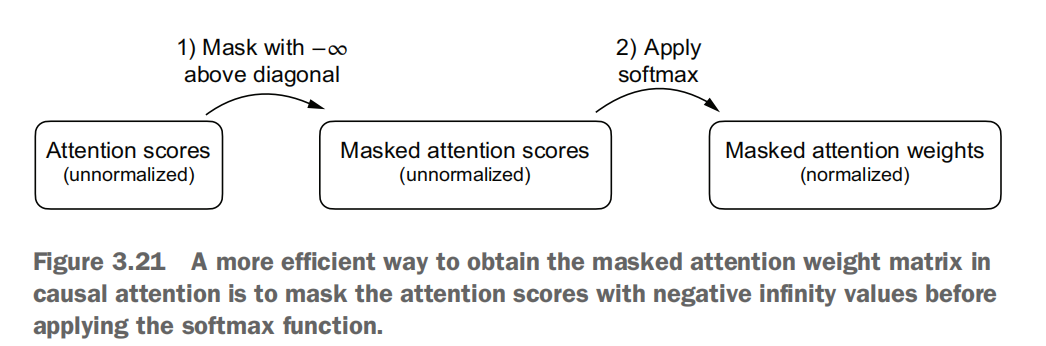 1) Mask with −∞
above diagonal
2) Apply
softmax
Attention scores
(unnormalized)
Masked attention scores
(unnormalized)
Masked attention weights
(normalized)
Figure 3.21 A more efficient way to obtain the masked attention weight matrix in
causal attention is to mask the attention scores with negative infinity values before
applying the softmax function.